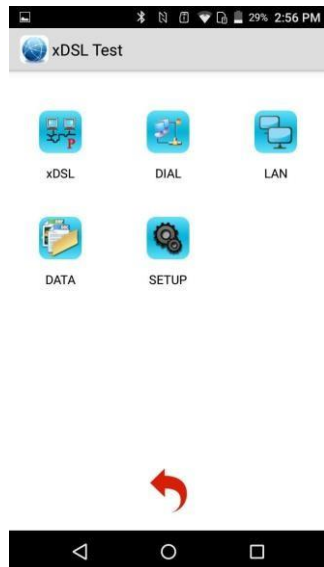 29% 2:56 PM
xDSL Test
P
xDSL DIAL LAN
DATA SETUP